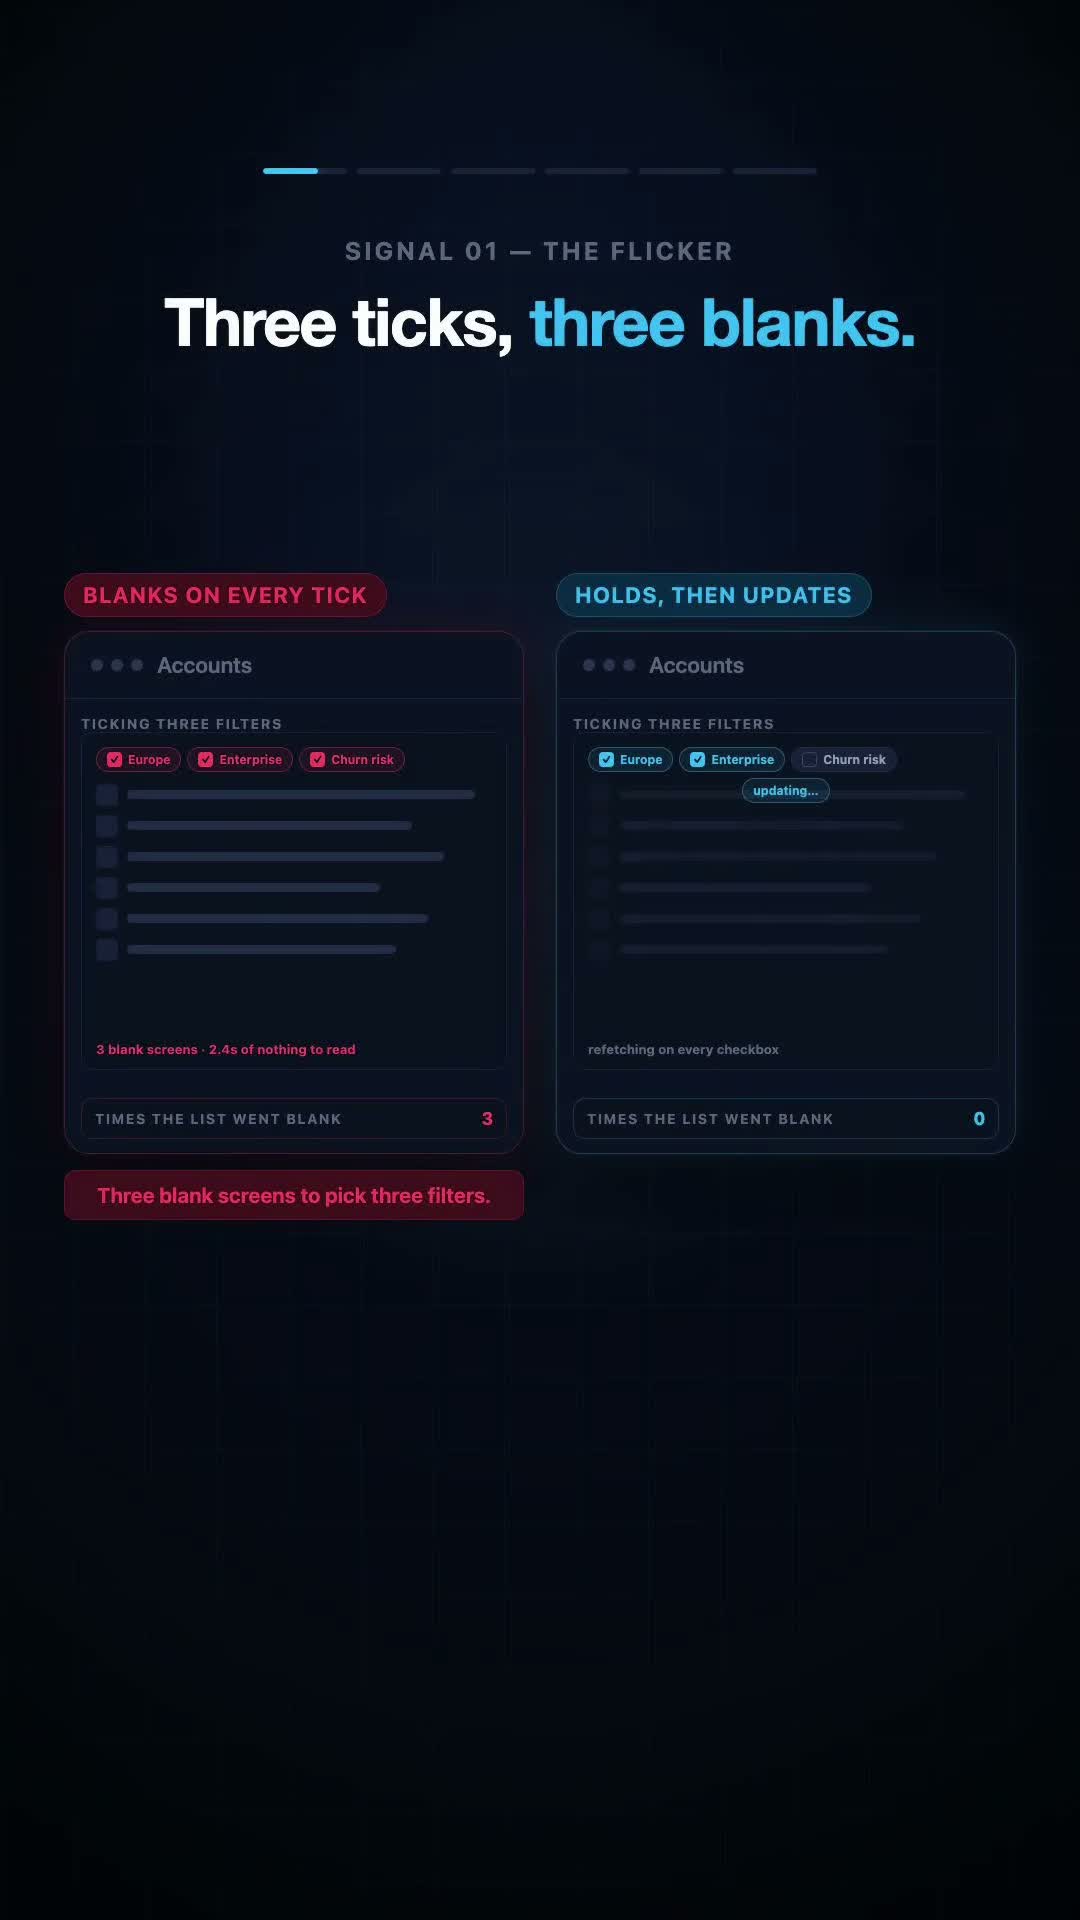 SIGNAL 01 — THE FLICKER
Three ticks, three blanks.
BLANKS ON EVERY TICK
Accounts
TICKING THREE FILTERS
Europe
Enterprise
Churn risk
3 blank screens · 2.4s of nothing to read
TIMES THE LIST WENT BLANK 3
Three blank screens to pick three filters.
HOLDS, THEN UPDATES
Accounts
TICKING THREE FILTERS
Europe
Enterprise
Churn risk
updating...
refetching on every checkbox
TIMES THE LIST WENT BLANK 0